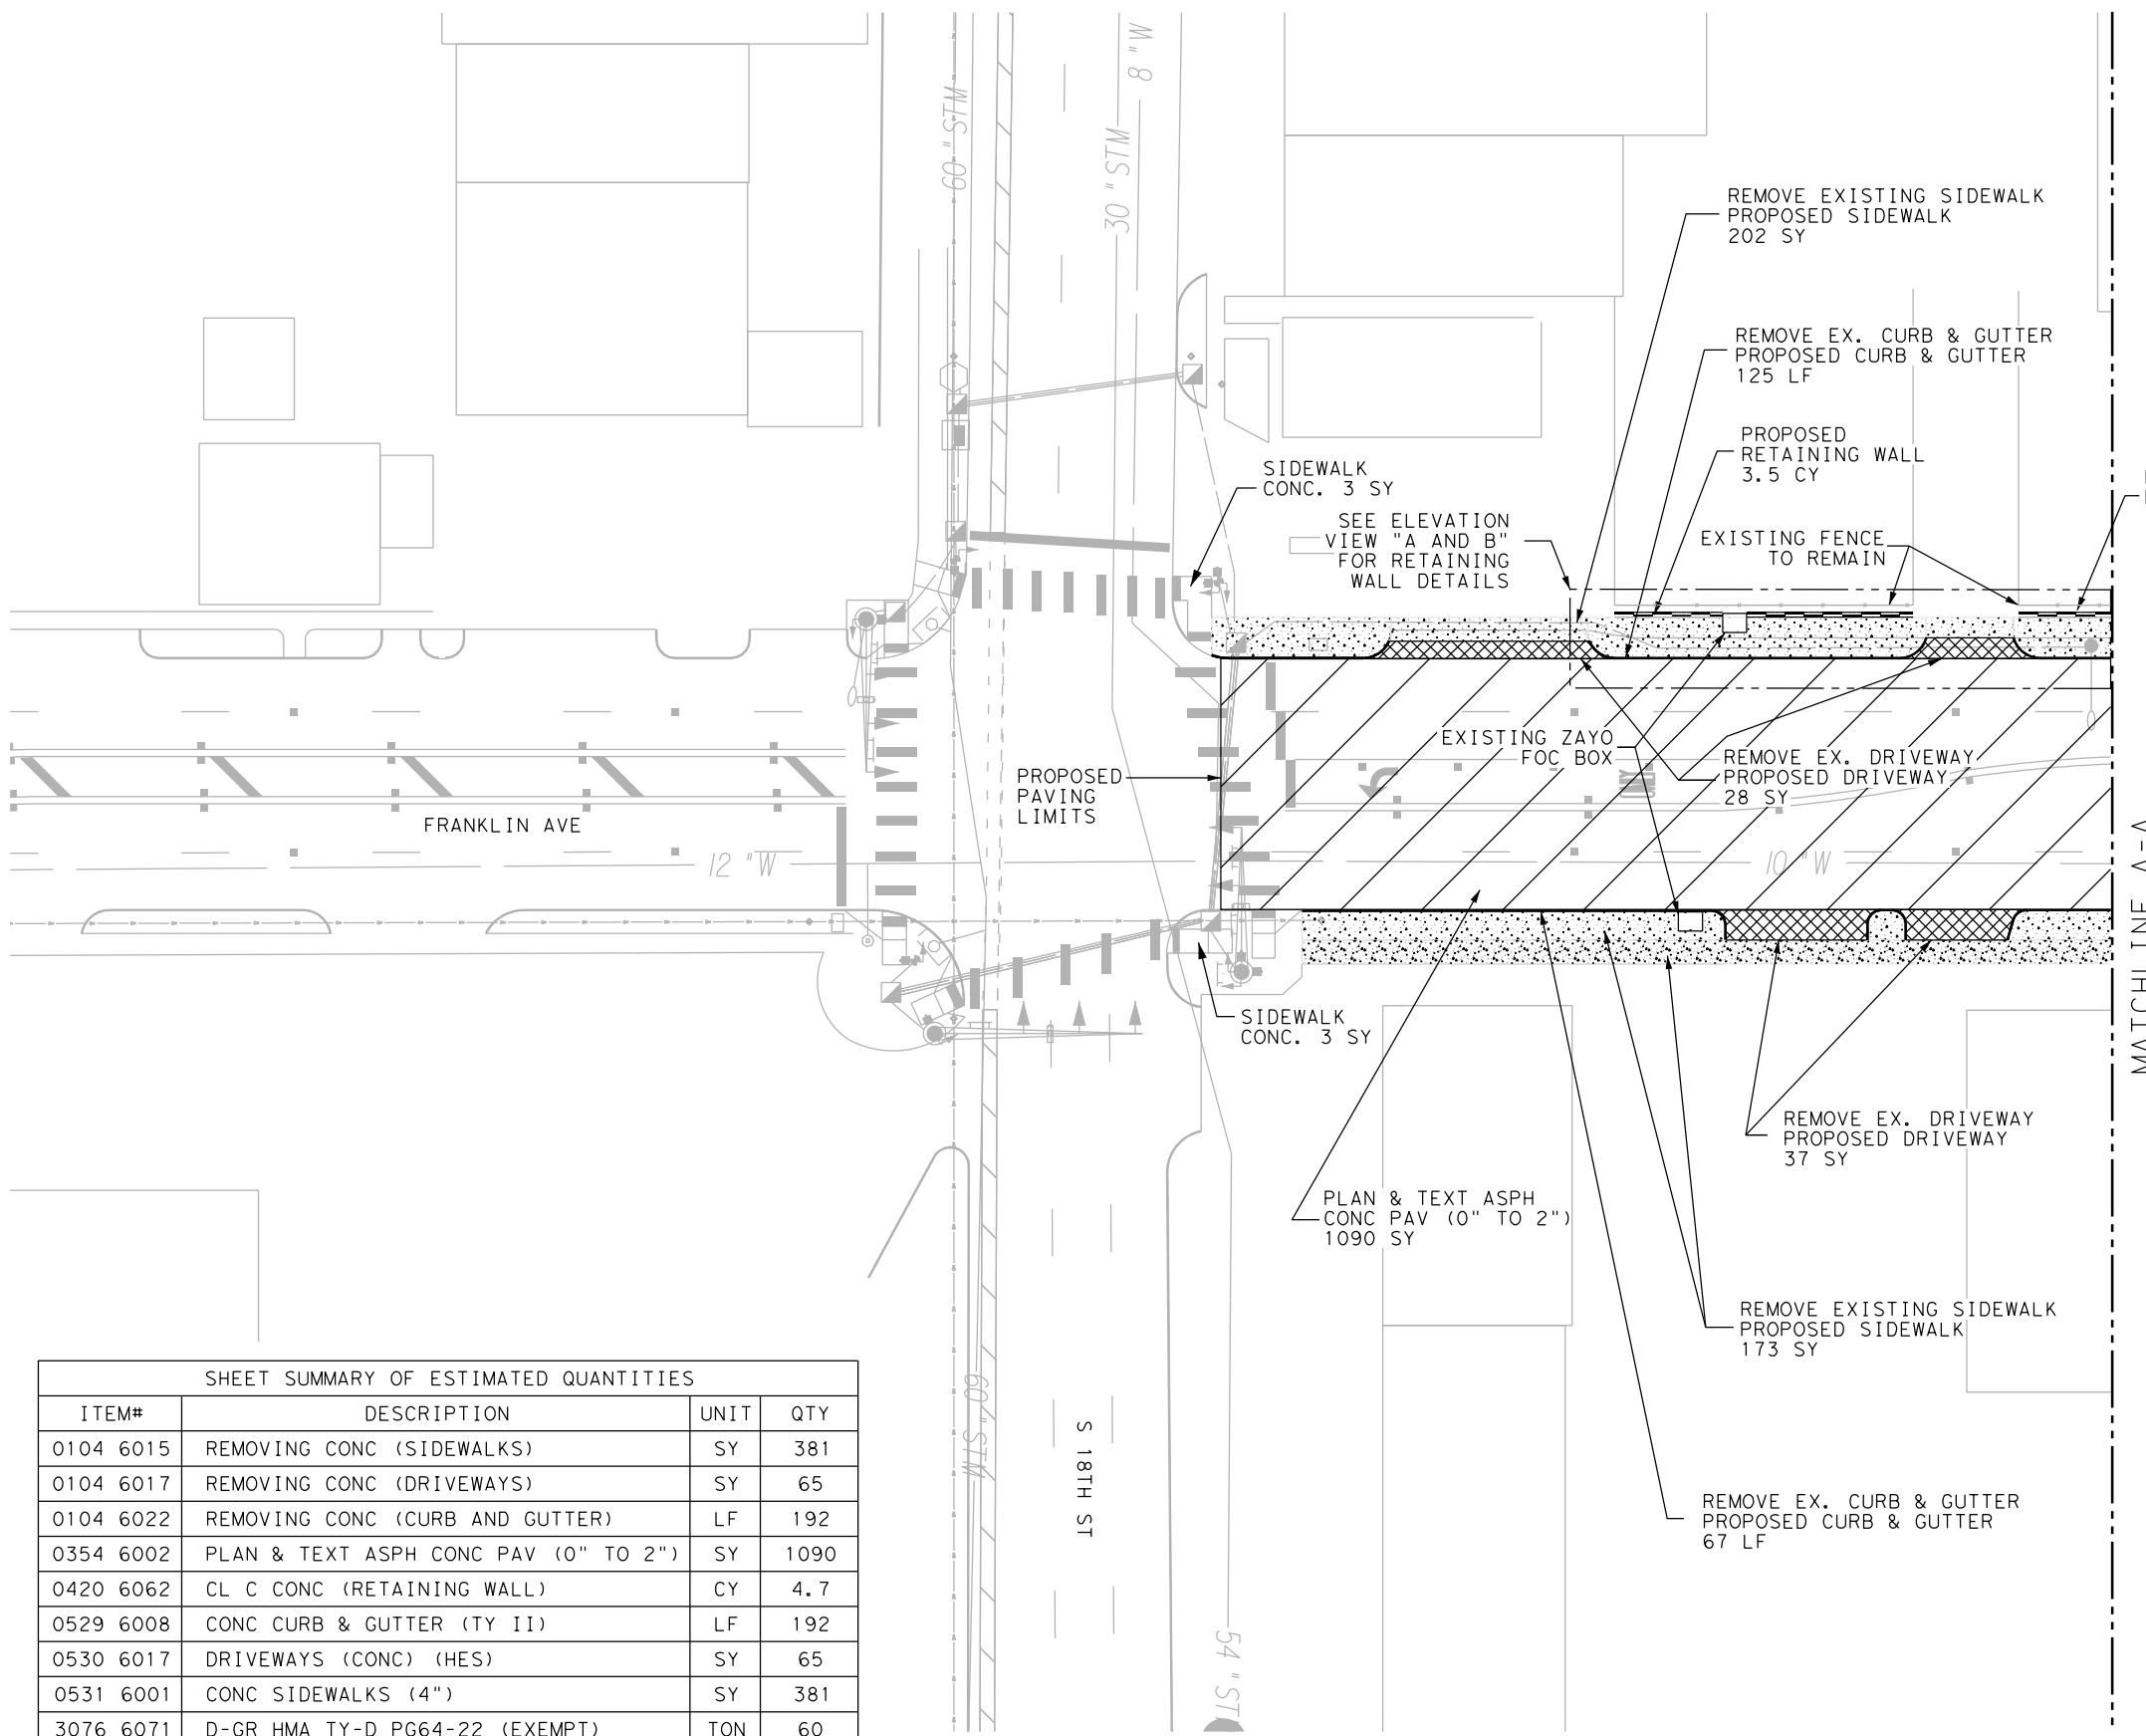 60"STM
8"W
30"STM
REMOVE EXISTING SIDEWALK
PROPOSED SIDEWALK
202 SY
REMOVE EX. CURB & GUTTER
PROPOSED CURB & GUTTER
125 LF
PROPOSED
RETAINING WALL
3.5 CY
SIDEWALK
CONC. 3 SY
SEE ELEVATION
VIEW "A AND B"
FOR RETAINING
WALL DETAILS
EXISTING FENCE
TO REMAIN
EXISTING ZAYO
FOC BOX
REMOVE EX. DRIVEWAY
PROPOSED DRIVEWAY
28 SY
ONLY
PROPOSED
PAVING
LIMITS
FRANKLIN AVE
12"W
10"W
MATCHLINE A-A
SIDEWALK
CONC. 3 SY
REMOVE EX. DRIVEWAY
PROPOSED DRIVEWAY
37 SY
PLAN & TEXT ASPH
CONC PAV (0" TO 2")
1090 SY
REMOVE EXISTING SIDEWALK
PROPOSED SIDEWALK
173 SY
60"STM
S 18TH ST
REMOVE EX. CURB & GUTTER
PROPOSED CURB & GUTTER
67 LF
54"ST
SHEET SUMMARY OF ESTIMATED QUANTITIES
ITEM# DESCRIPTION UNIT QTY
0104 6015 REMOVING CONC (SIDEWALKS) SY 381
0104 6017 REMOVING CONC (DRIVEWAYS) SY 65
0104 6022 REMOVING CONC (CURB AND GUTTER) LF 192
0354 6002 PLAN & TEXT ASPH CONC PAV (0" TO 2") SY 1090
0420 6062 CL C CONC (RETAINING WALL) CY 4.7
0529 6008 CONC CURB & GUTTER (TY II) LF 192
0530 6017 DRIVEWAYS (CONC) (HES) SY 65
0531 6001 CONC SIDEWALKS (4") SY 381
3076 6071 D-GR HMA TY-D PG64-22 (EXEMPT) TON 60